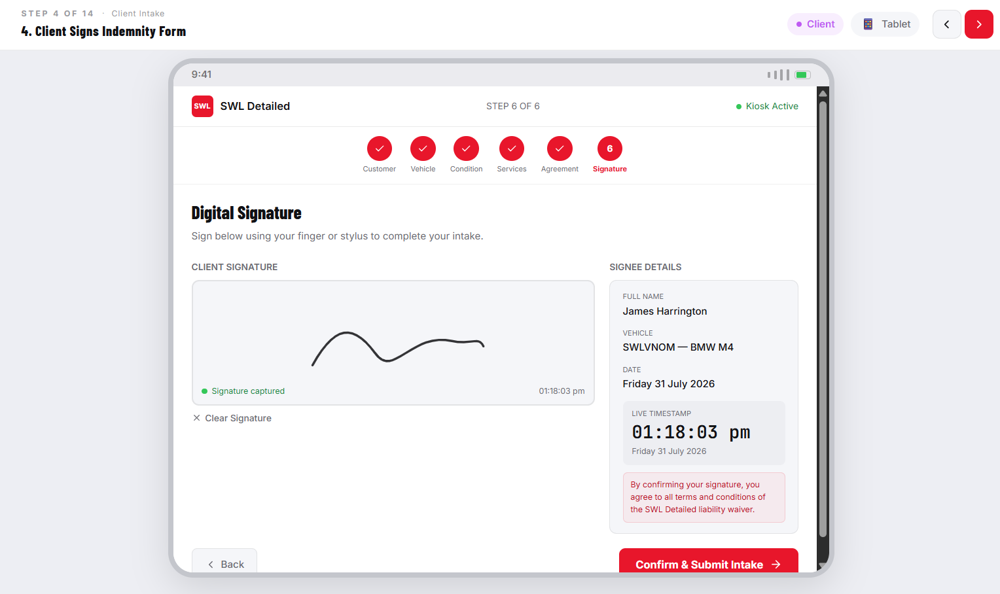 STEP 4 OF 14 · Client Intake
4. Client Signs Indemnity Form
Client
Tablet
9:41
SWL
SWL Detailed
STEP 6 OF 6
Kiosk Active
6
Customer
Vehicle
Condition
Services
Agreement
Signature
Digital Signature
Sign below using your finger or stylus to complete your intake.
CLIENT SIGNATURE
Signature captured
01:18:03 pm
Clear Signature
SIGNEE DETAILS
FULL NAME
James Harrington
VEHICLE
SWLVNOM — BMW M4
DATE
Friday 31 July 2026
LIVE TIMESTAMP
01:18:03 pm
Friday 31 July 2026
By confirming your signature, you
agree to all terms and conditions of
the SWL Detailed liability waiver.
Back
Confirm & Submit Intake